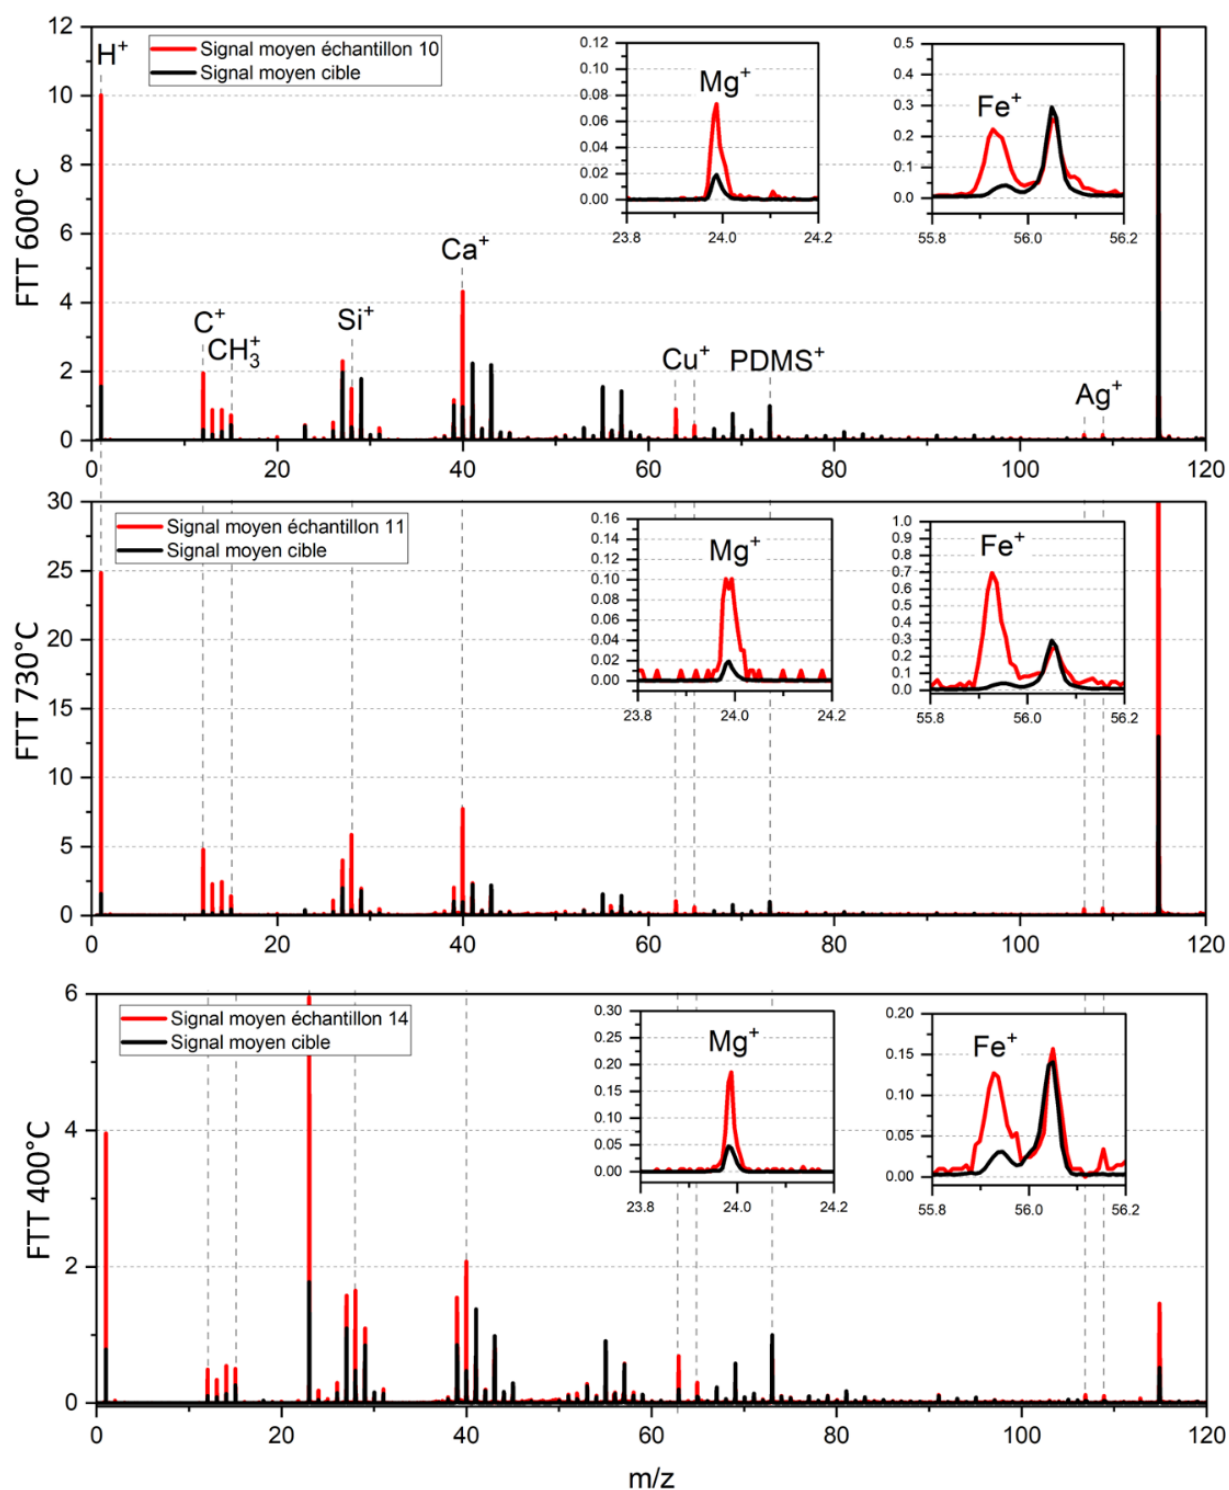 FTT 600°C
12
10
8
6
4
2
0
H⁺
Signal moyen échantillon 10
Signal moyen cible
C⁺
CH₃⁺
Si⁺
Ca⁺
Cu⁺
PDMS⁺
Ag⁺
0.12
0.10
0.08
0.06
0.04
0.02
0.00
Mg⁺
23.8 24.0 24.2
0.5
0.4
0.3
0.2
0.1
0.0
Fe⁺
55.8 56.0 56.2
0 20 40 60 80 100 120
FTT 730°C
30
25
20
15
10
5
0
Signal moyen échantillon 11
Signal moyen cible
0.16
0.14
0.12
0.10
0.08
0.06
0.04
0.02
0.00
Mg⁺
23.8 24.0 24.2
1.0
0.9
0.8
0.7
0.6
0.5
0.4
0.3
0.2
0.1
0.0
Fe⁺
55.8 56.0 56.2
0 20 40 60 80 100 120
FTT 400°C
6
4
2
0
Signal moyen échantillon 14
Signal moyen cible
0.30
0.25
0.20
0.15
0.10
0.05
0.00
Mg⁺
23.8 24.0 24.2
0.20
0.15
0.10
0.05
0.00
Fe⁺
55.8 56.0 56.2
0 20 40 60 80 100 120
m/z